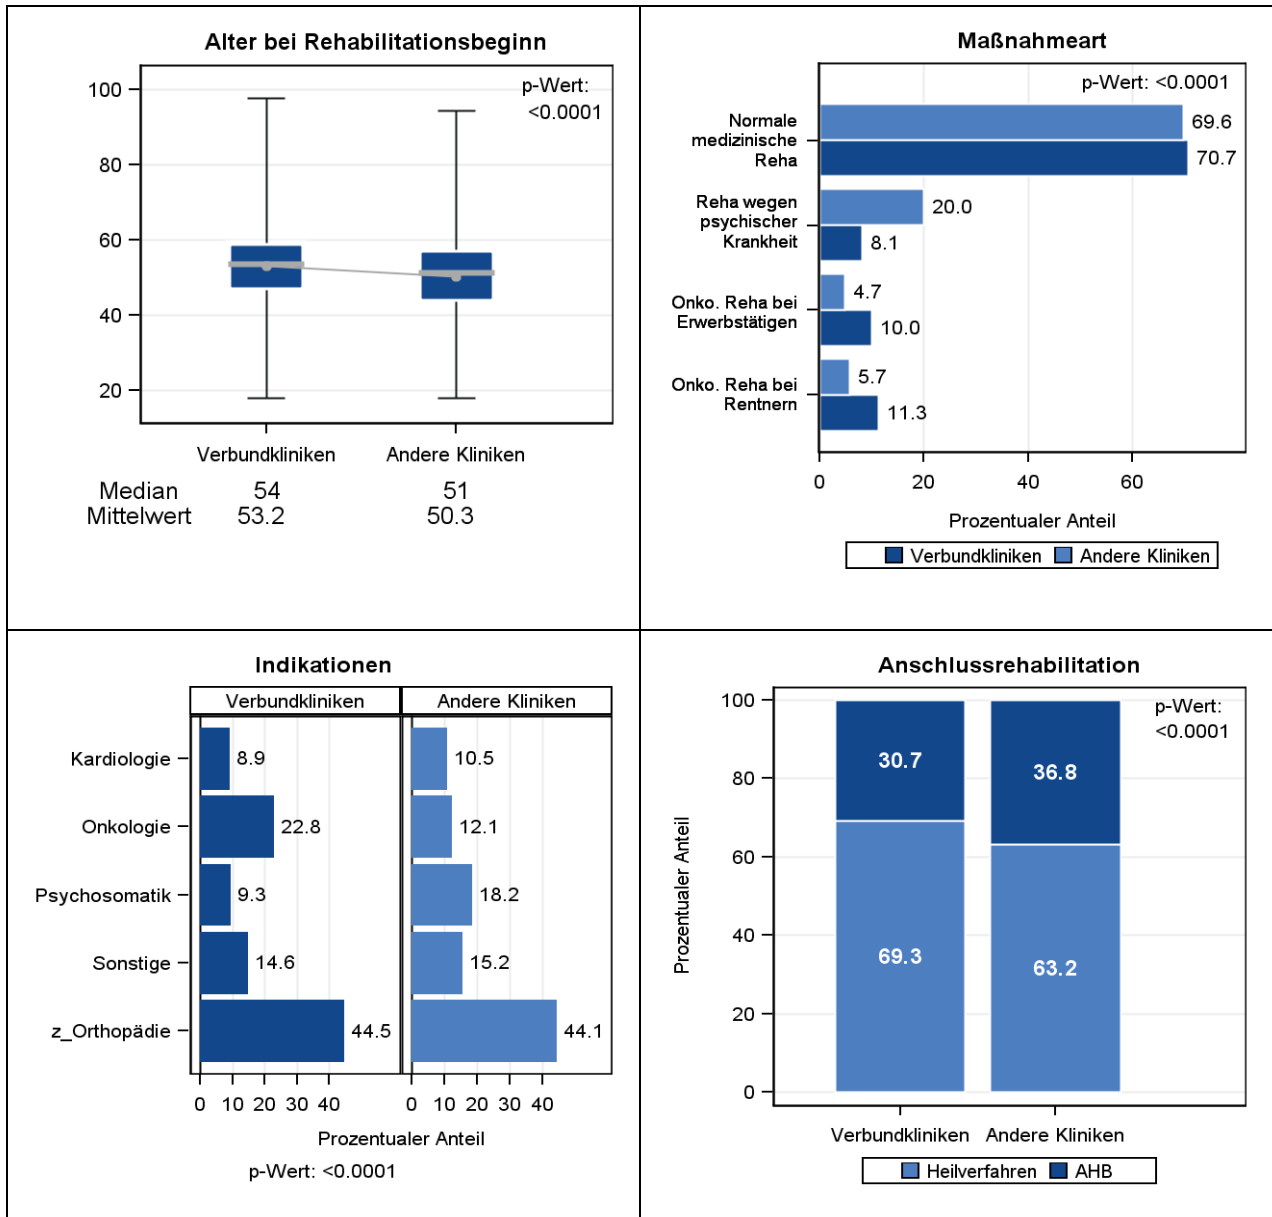 Alter bei Rehabilitationsbeginn
p-Wert:
<0.0001
100
80
60
40
20
Verbundkliniken Andere Kliniken
Median 54 51
Mittelwert 53.2 50.3
Maßnahmeart
p-Wert: <0.0001
Normale
medizinische
Reha
69.6
70.7
Reha wegen
psychischer
Krankheit
20.0
8.1
Onko. Reha bei
Erwerbstätigen
4.7
10.0
Onko. Reha bei
Rentnern
5.7
11.3
0 20 40 60
Prozentualer Anteil
Verbundkliniken Andere Kliniken
Indikationen
Verbundkliniken Andere Kliniken
Kardiologie 8.9 10.5
Onkologie 22.8 12.1
Psychosomatik 9.3 18.2
Sonstige 14.6 15.2
z_Orthopädie 44.5 44.1
0 10 20 30 40 0 10 20 30 40
Prozentualer Anteil
p-Wert: <0.0001
Anschlussrehabilitation
p-Wert:
<0.0001
Prozentualer Anteil
100
80
60
40
20
0
30.7 36.8
69.3 63.2
Verbundkliniken Andere Kliniken
Heilverfahren AHB